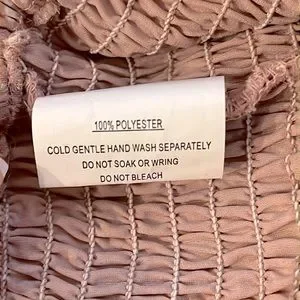 100% POLYESTER
COLD GENTLE HAND WASH SEPARATELY
DO NOT SOAK OR WRING
DO NOT BLEACH